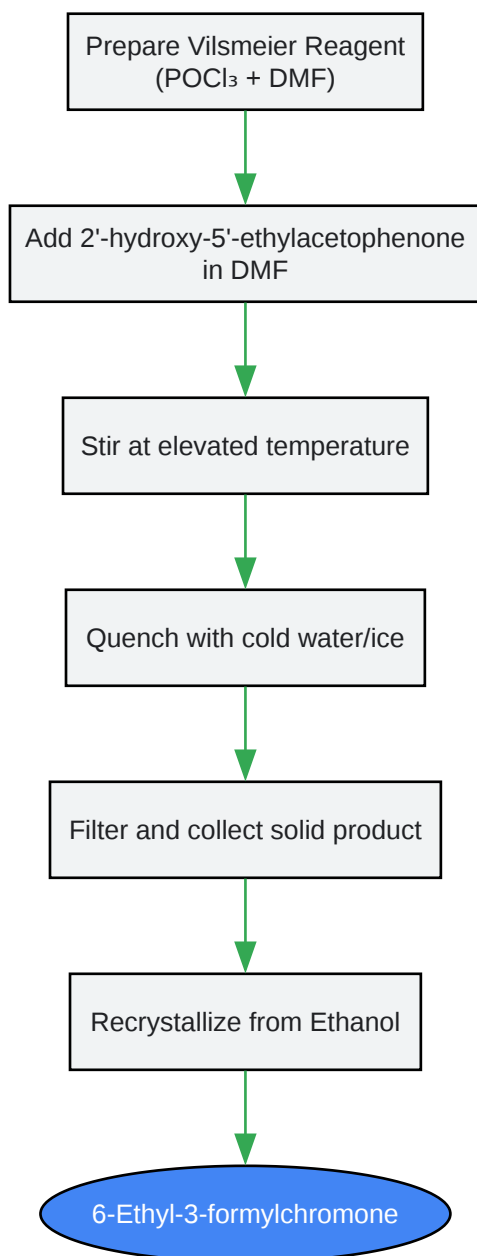 Prepare Vilsmeier Reagent
(POCl₃ + DMF)
Add 2'-hydroxy-5'-ethylacetophenone
in DMF
Stir at elevated temperature
Quench with cold water/ice
Filter and collect solid product
Recrystallize from Ethanol
6-Ethyl-3-formylchromone